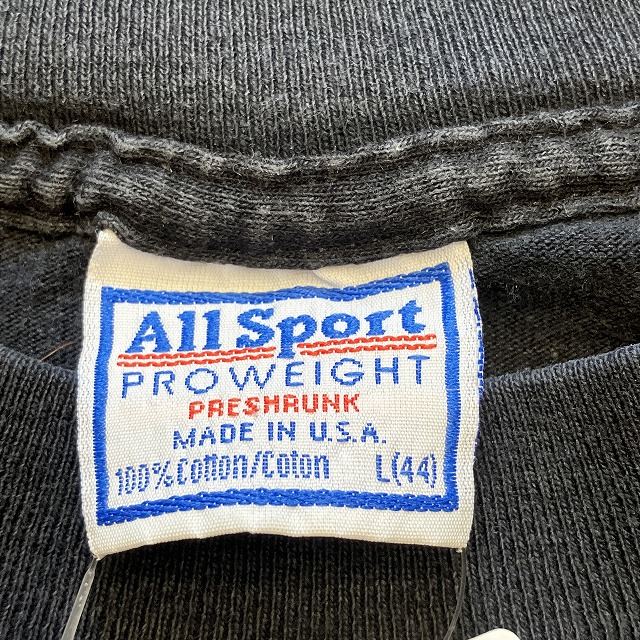 All Sport
PROWEIGHT
PRESHRUNK
MADE IN U.S.A.
100% Cotton/Coton L(44)